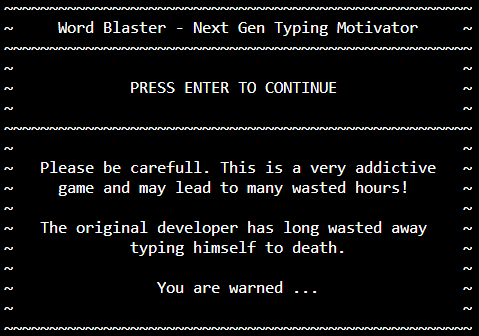 Word Blaster - Next Gen Typing Motivator
PRESS ENTER TO CONTINUE
Please be carefull. This is a very addictive
game and may lead to many wasted hours!
The original developer has long wasted away
typing himself to death.
You are warned ...